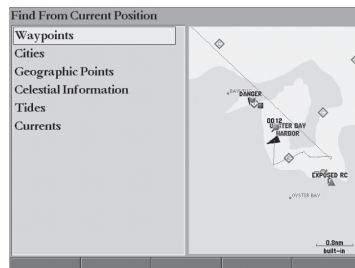 Find From Current Position
Waypoints
Cities
Geographic Points
Celestial Information
Tides
Currents
DANGER
0012
OYSTER BAY
HARBOR
EXPOSED RC
OYSTER BAY
0.8nm
built-in